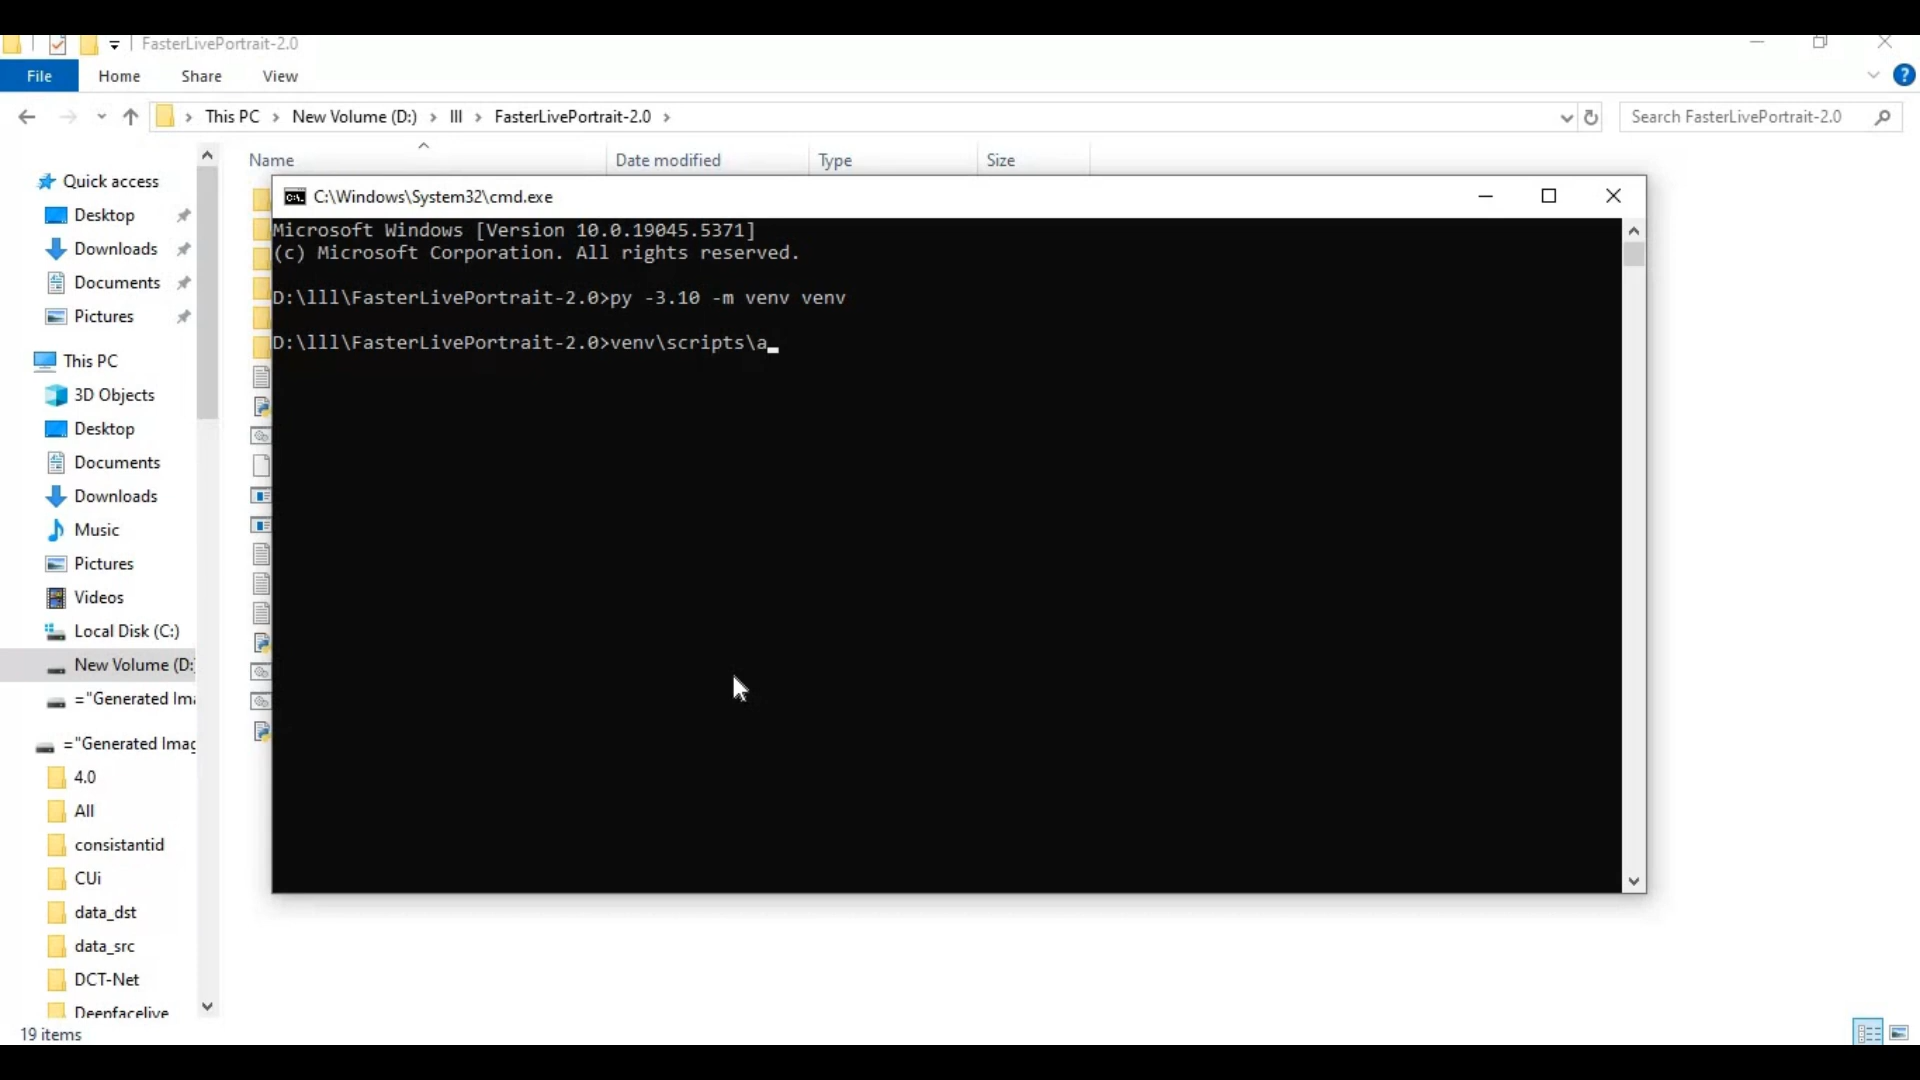 FasterLivePortrait-2.0
File Home Share View
This PC New Volume (D:) lll FasterLivePortrait-2.0
Search FasterLivePortrait-2.0
Name Date modified Type Size
Quick access
Desktop
Downloads
Documents
Pictures
This PC
3D Objects
Desktop
Documents
Downloads
Music
Pictures
Videos
Local Disk (C:)
New Volume (D:
="Generated Ima
="Generated Imag
4.0
All
consistantid
CUi
data_dst
data_src
DCT-Net
Deepfacelive
19 items
C:\Windows\System32\cmd.exe
Microsoft Windows [Version 10.0.19045.5371]
(c) Microsoft Corporation. All rights reserved.
D:\lll\FasterLivePortrait-2.0>py -3.10 -m venv venv
D:\lll\FasterLivePortrait-2.0>venv\scripts\a